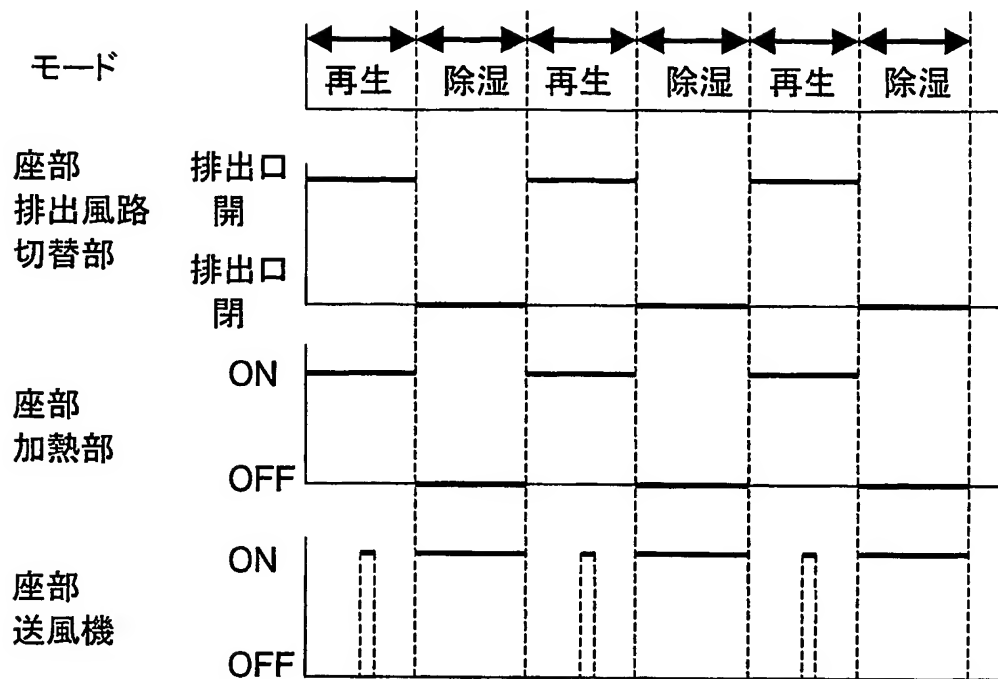 モード
再生 除湿 再生 除湿 再生 除湿
座部
排出風路
切替部
排出口
開
排出口
閉
座部
加熱部
ON
OFF
座部
送風機
ON
OFF